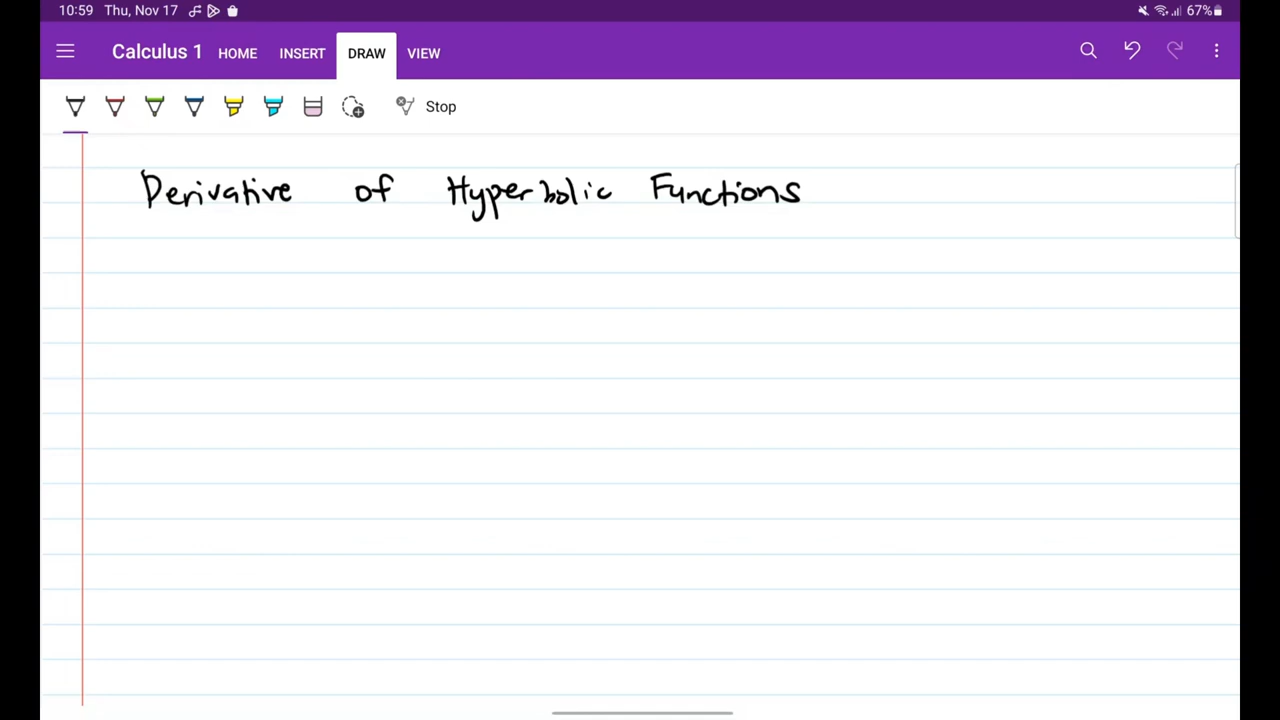 10:59 Thu, Nov 17 67%
Calculus 1 HOME INSERT DRAW VIEW
Stop
Derivative of Hyperbolic Functions